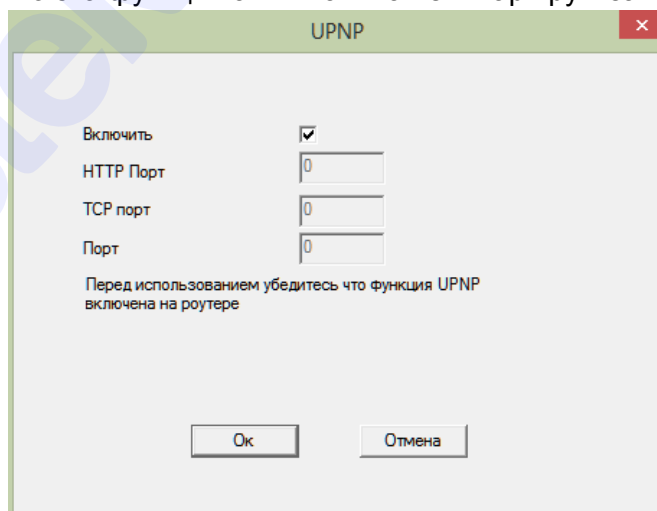 UPNP
Включить
HTTP Порт
0
TCP порт
0
Порт
0
Перед использованием убедитесь что функция UPNP
включена на роутере
Ок
Отмена